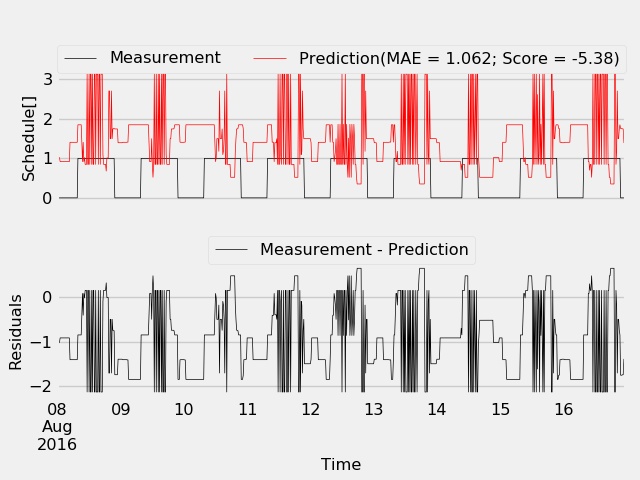 Measurement
Prediction(MAE = 1.062; Score = -5.38)
3
2
1
0
Schedule[]
Measurement - Prediction
0
−1
−2
Residuals
08 09 10 11 12 13 14 15 16
Aug
2016
Time